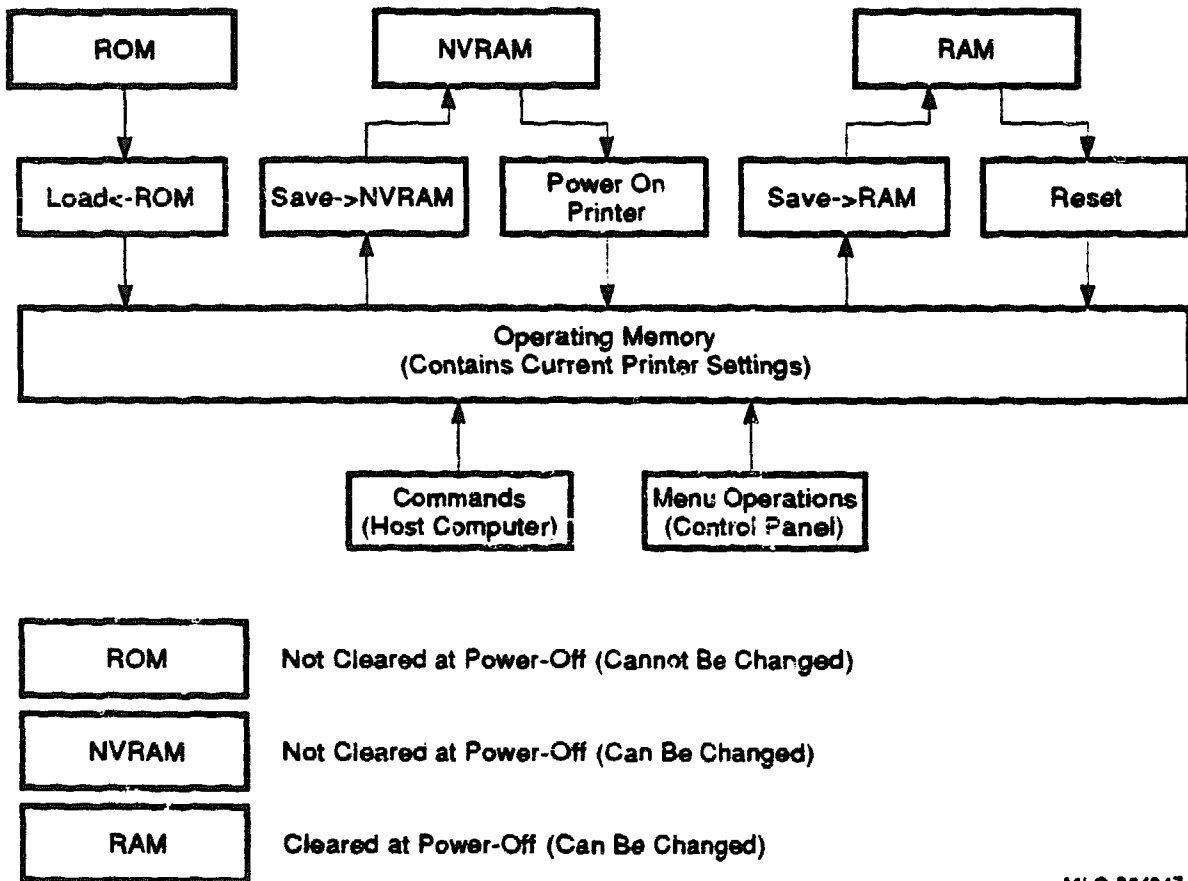 ROM
NVRAM
RAM
Load<-ROM
Save->NVRAM
Power On
Printer
Save->RAM
Reset
Operating Memory
(Contains Current Printer Settings)
Commands
(Host Computer)
Menu Operations
(Control Panel)
ROM
Not Cleared at Power-Off (Cannot Be Changed)
NVRAM
Not Cleared at Power-Off (Can Be Changed)
RAM
Cleared at Power-Off (Can Be Changed)